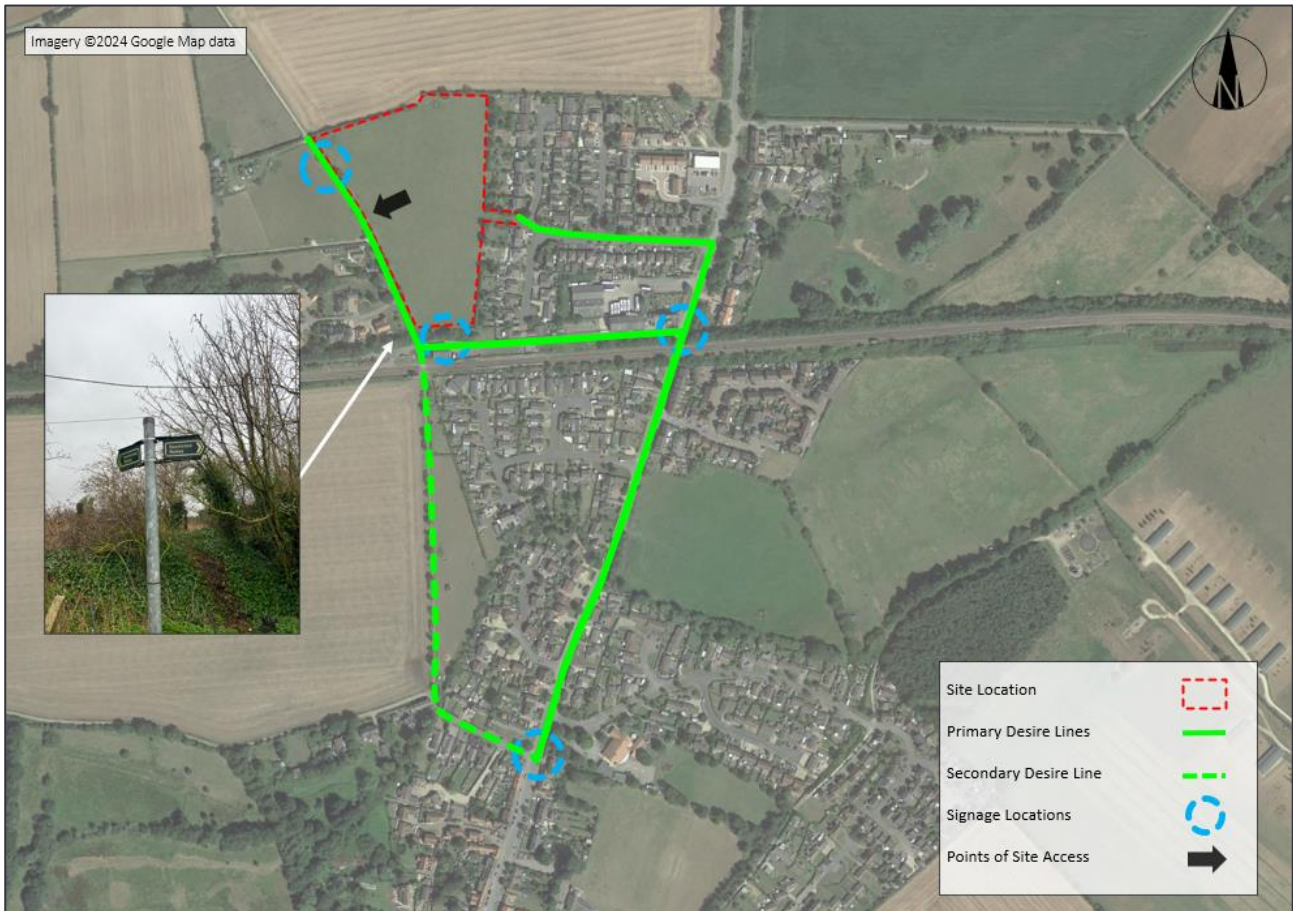 Imagery ©2024 Google Map data
N
Site Location
Primary Desire Lines
Secondary Desire Line
Signage Locations
Points of Site Access